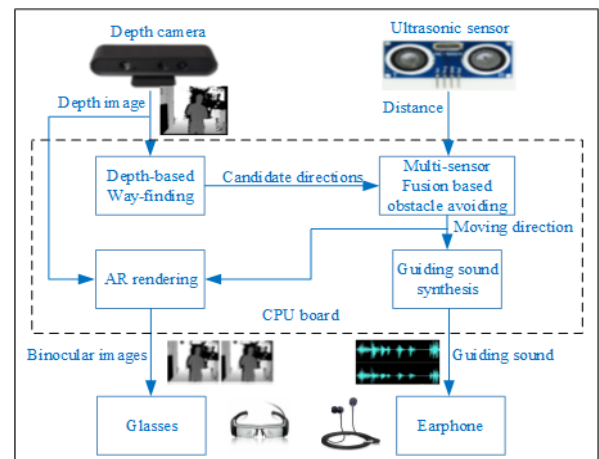 Depth camera
Ultrasonic sensor
Depth image
Distance
Depth-based
Way-finding
Candidate directions
Multi-sensor
Fusion based
obstacle avoiding
Moving direction
AR rendering
Guiding sound
synthesis
CPU board
Binocular images
Guiding sound
Glasses
Earphone